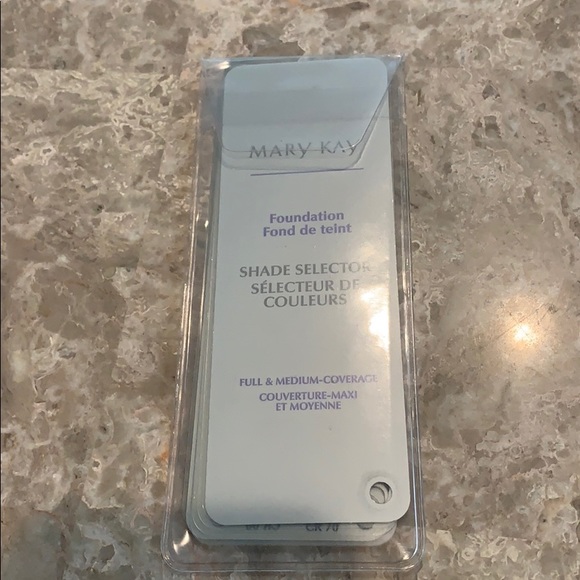 MARY KAY
Foundation
Fond de teint
SHADE SELECTOR
SÉLECTEUR DE
COULEURS
FULL & MEDIUM-COVERAGE
COUVERTURE-MAXI
ET MOYENNE